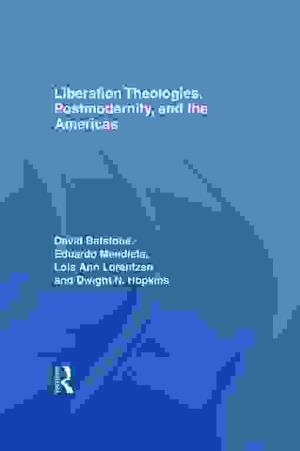 Liberation Theologies,
Postmodernity, and the
Americas
David Batstone,
Eduardo Mendieta,
Lois Ann Lorentzen
and Dwight N. Hopkins
R